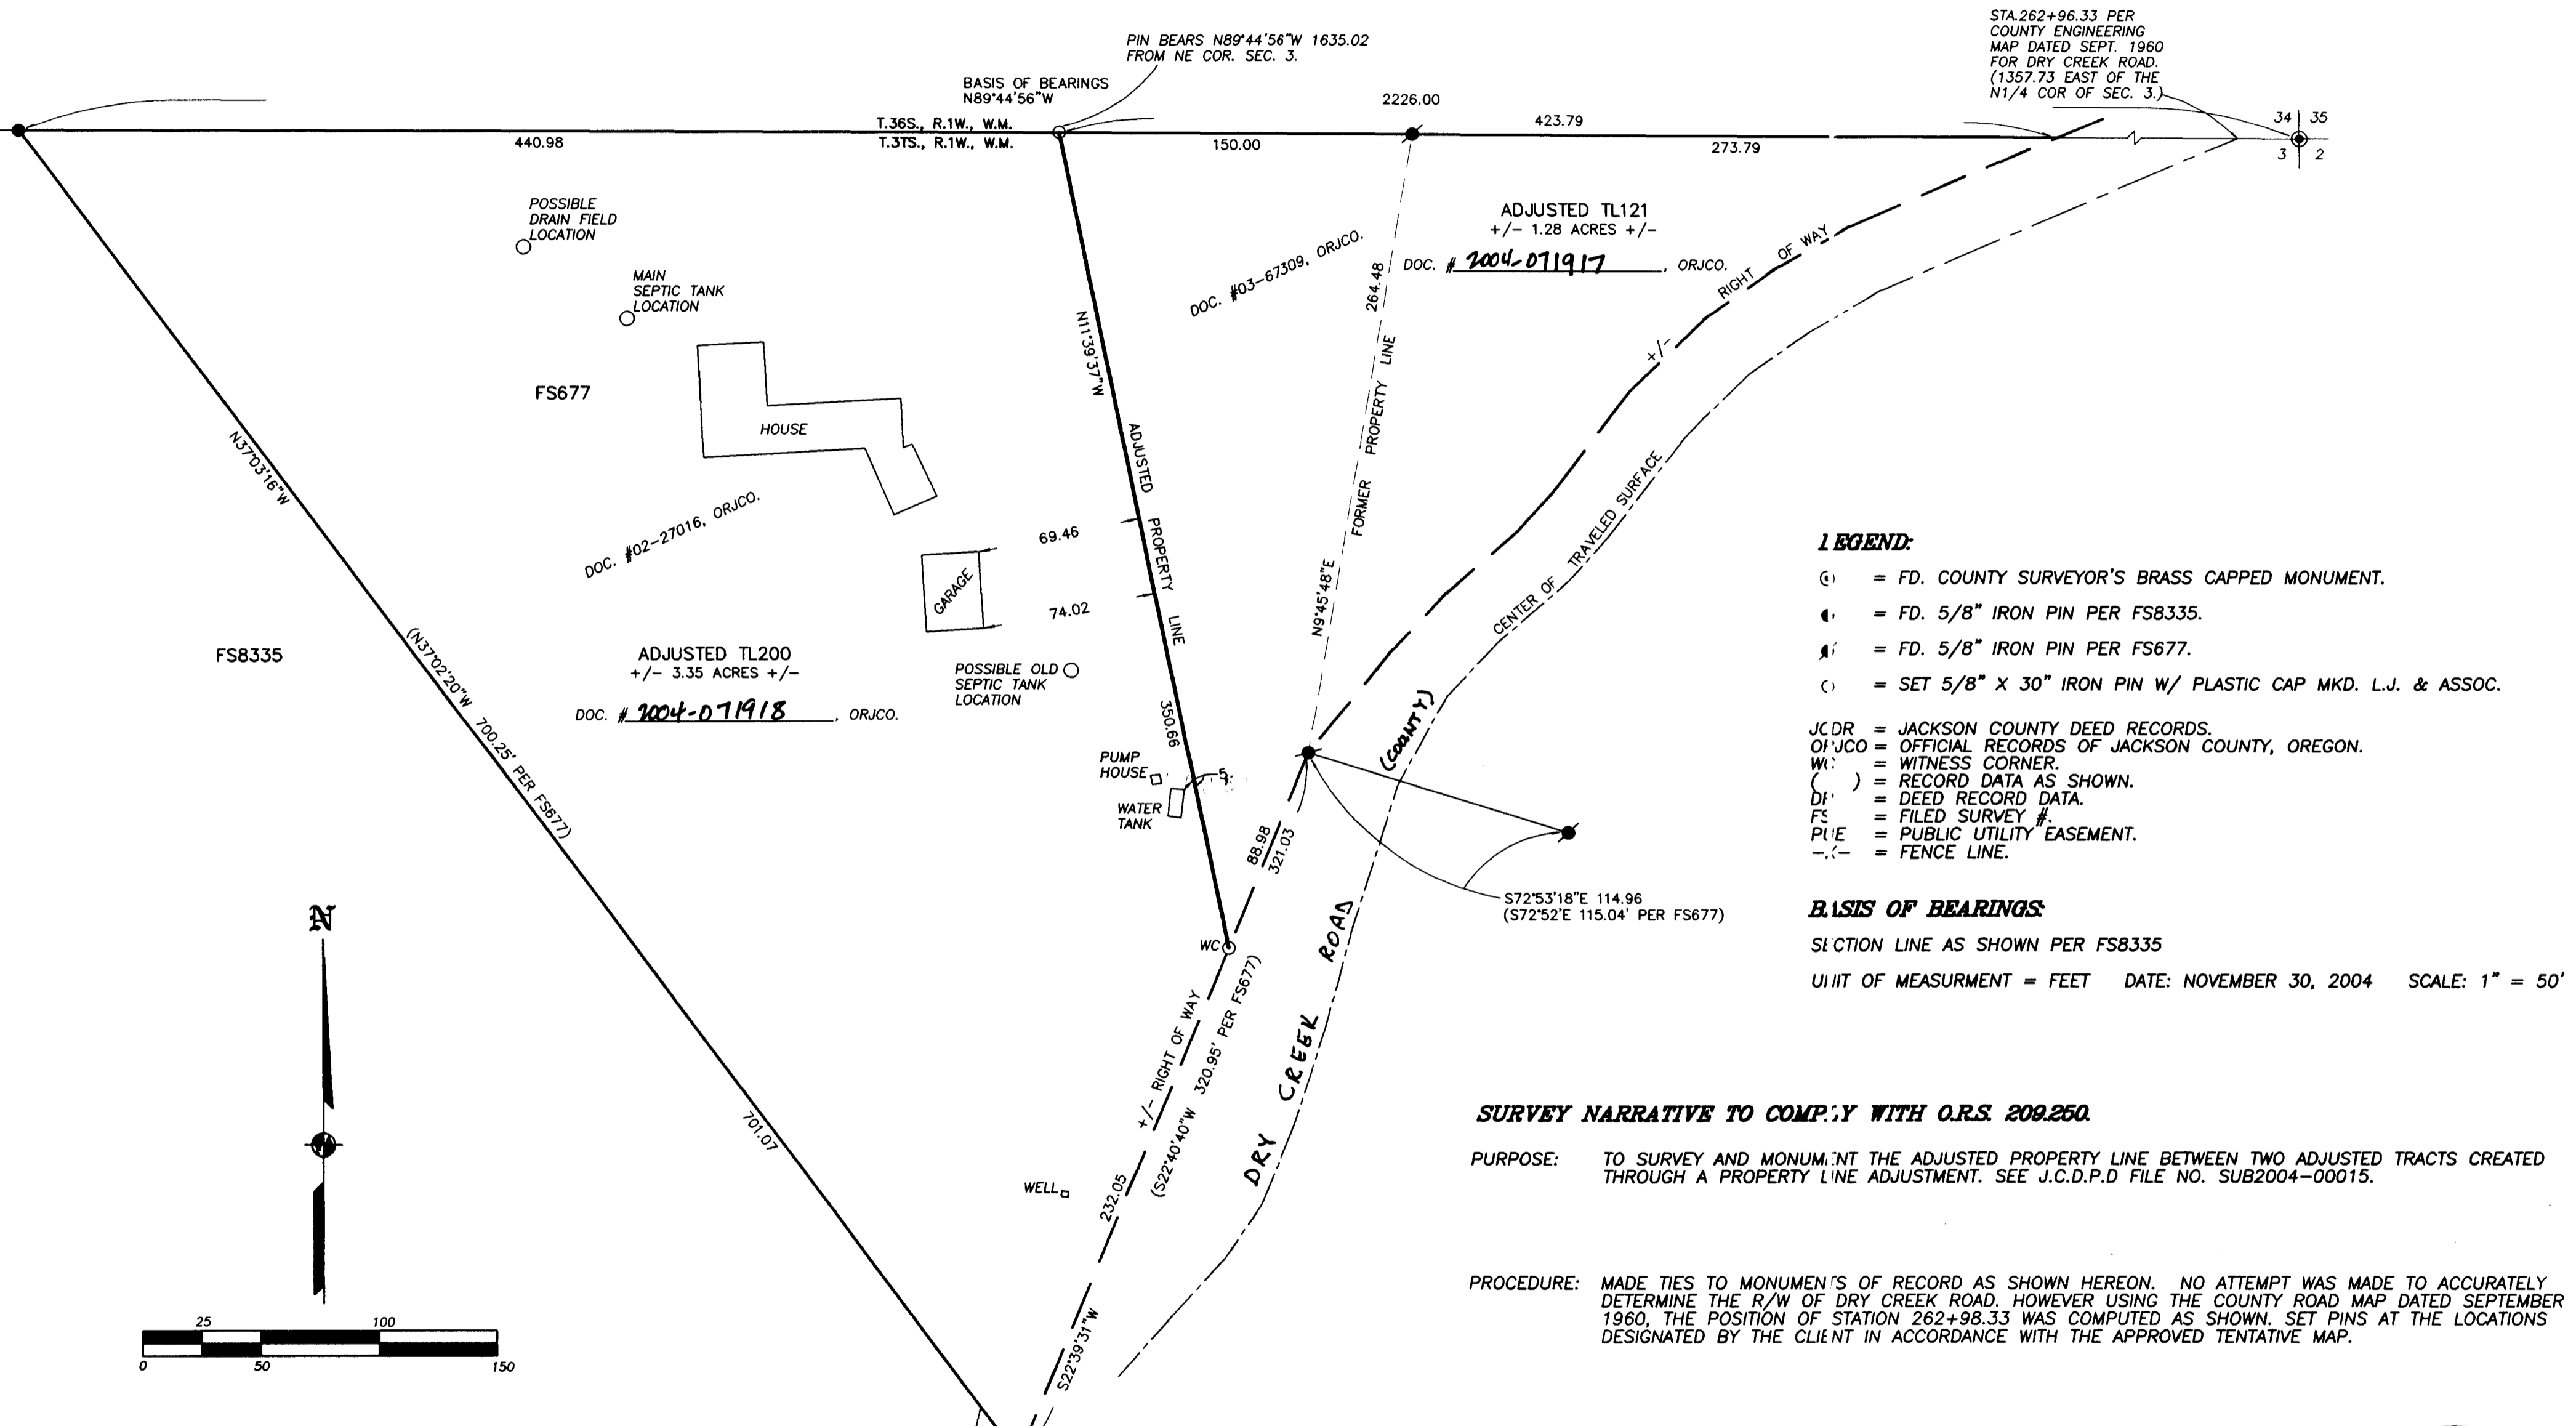 PIN BEARS N89°44'56"W 1635.02
FROM NE COR. SEC. 3.
STA.262+96.33 PER
COUNTY ENGINEERING
MAP DATED SEPT. 1960
FOR DRY CREEK ROAD.
(1357.73 EAST OF THE
N1/4 COR OF SEC. 3.)
BASIS OF BEARINGS
N89°44'56"W
2226.00
T.36S., R.1W., W.M.
423.79
34 35
440.98
T.3TS., R.1W., W.M.
150.00
273.79
3 2
POSSIBLE
DRAIN FIELD
LOCATION
MAIN
SEPTIC TANK
LOCATION
DOC. #03-67309, ORJCO.
ADJUSTED TL121
+/- 1.28 ACRES +/-
DOC. # 2004-071917, ORJCO.
RIGHT OF WAY
+/-
264.48
FORMER PROPERTY LINE
N9°45'48"E
N11°39'37"W
ADJUSTED PROPERTY LINE
350.66
FS677
HOUSE
N37°03'16"W
DOC. #02-27016, ORJCO.
69.46
GARAGE
74.02
CENTER OF TRAVELED SURFACE
(N37°02'20"W 700.25' PER FS677)
FS8335
ADJUSTED TL200
+/- 3.35 ACRES +/-
DOC. # 2004-071918, ORJCO.
POSSIBLE OLD
SEPTIC TANK
LOCATION
PUMP
HOUSE
5
WATER
TANK
(COUNTY)
88.98
321.03
S72°53'18"E 114.96
(S72°52'E 115.04' PER FS677)
WC
+/- RIGHT OF WAY
(S22°40'40"W 320.95' PER FS677)
DRY CREEK ROAD
WELL
232.05
S22°39'31"W
701.07
N
25 100
0 50 150
LEGEND:
= FD. COUNTY SURVEYOR'S BRASS CAPPED MONUMENT.
= FD. 5/8" IRON PIN PER FS8335.
= FD. 5/8" IRON PIN PER FS677.
= SET 5/8" X 30" IRON PIN W/ PLASTIC CAP MKD. L.J. & ASSOC.
JCDR = JACKSON COUNTY DEED RECORDS.
ORJCO = OFFICIAL RECORDS OF JACKSON COUNTY, OREGON.
WC = WITNESS CORNER.
( ) = RECORD DATA AS SHOWN.
DR = DEED RECORD DATA.
FS = FILED SURVEY #.
PUE = PUBLIC UTILITY EASEMENT.
-X- = FENCE LINE.
BASIS OF BEARINGS:
SECTION LINE AS SHOWN PER FS8335
UNIT OF MEASURMENT = FEET DATE: NOVEMBER 30, 2004 SCALE: 1" = 50'
SURVEY NARRATIVE TO COMPLY WITH O.R.S. 209.250.
PURPOSE: TO SURVEY AND MONUMENT THE ADJUSTED PROPERTY LINE BETWEEN TWO ADJUSTED TRACTS CREATED
THROUGH A PROPERTY LINE ADJUSTMENT. SEE J.C.D.P.D FILE NO. SUB2004-00015.
PROCEDURE: MADE TIES TO MONUMENTS OF RECORD AS SHOWN HEREON. NO ATTEMPT WAS MADE TO ACCURATELY
DETERMINE THE R/W OF DRY CREEK ROAD. HOWEVER USING THE COUNTY ROAD MAP DATED SEPTEMBER
1960, THE POSITION OF STATION 262+98.33 WAS COMPUTED AS SHOWN. SET PINS AT THE LOCATIONS
DESIGNATED BY THE CLIENT IN ACCORDANCE WITH THE APPROVED TENTATIVE MAP.